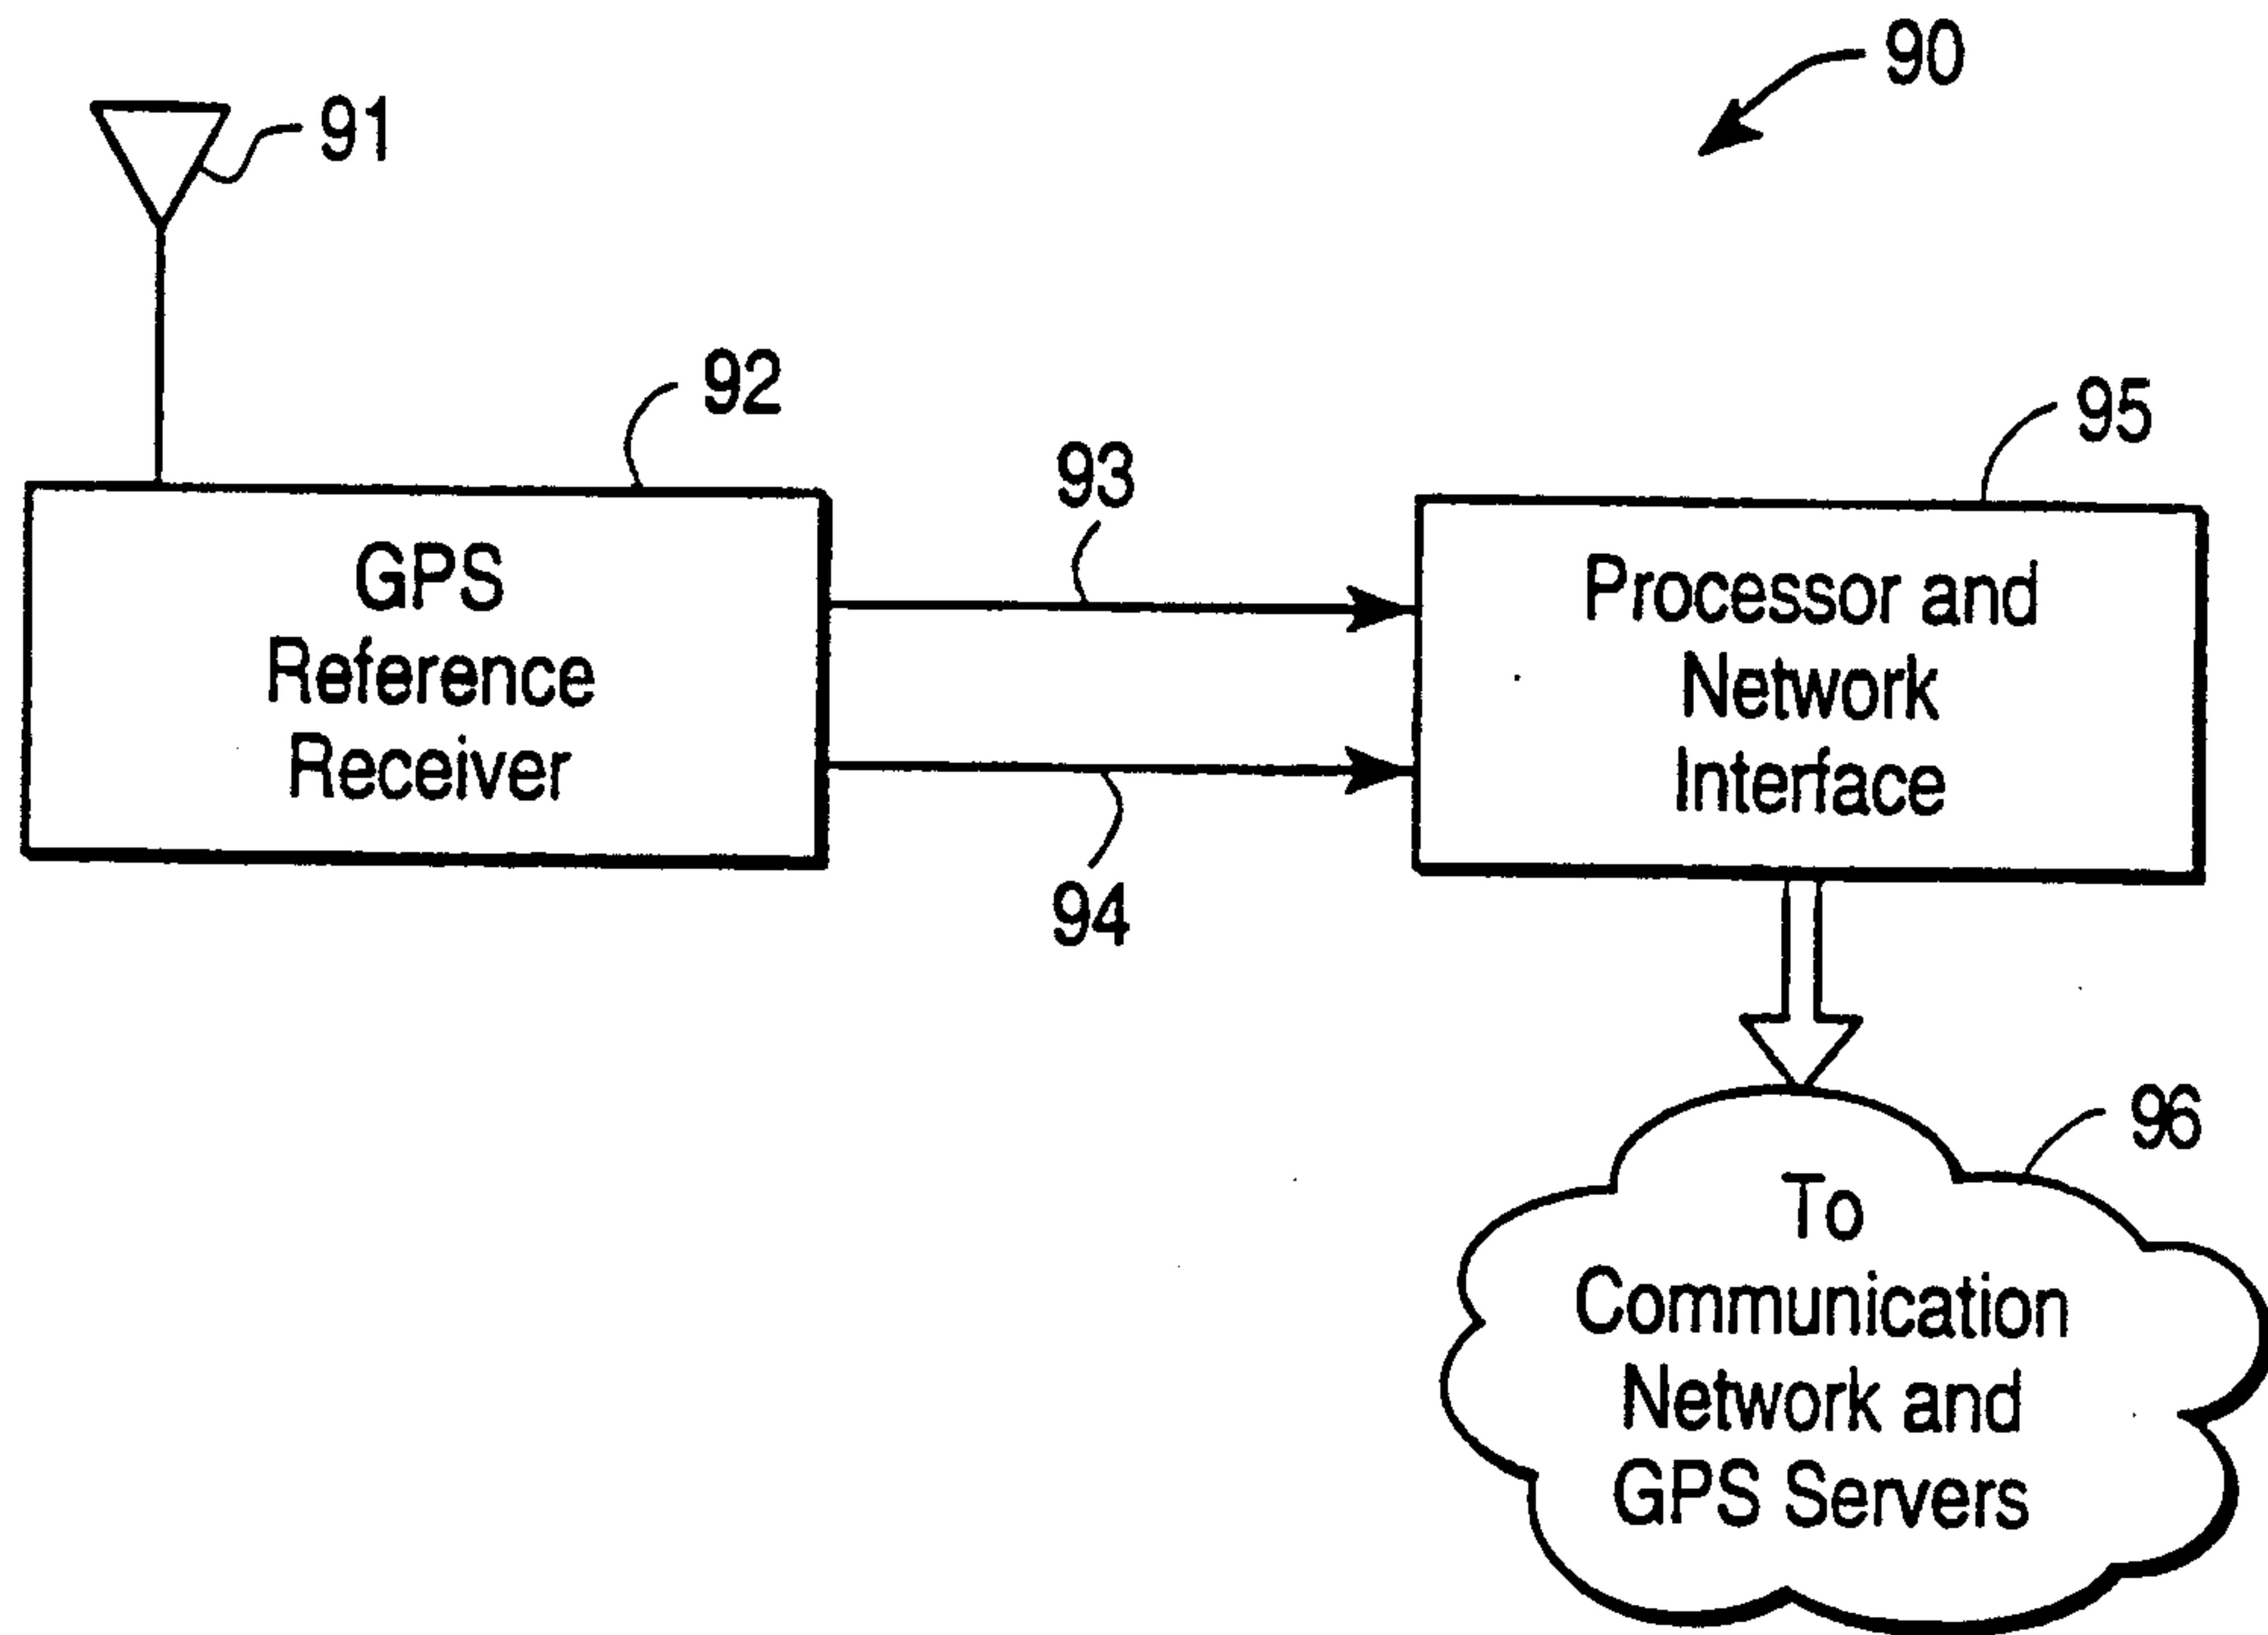 90
91
92
93
95
GPS
Reference
Receiver
Processor and
Network
Interface
94
96
To
Communication
Network and
GPS Servers